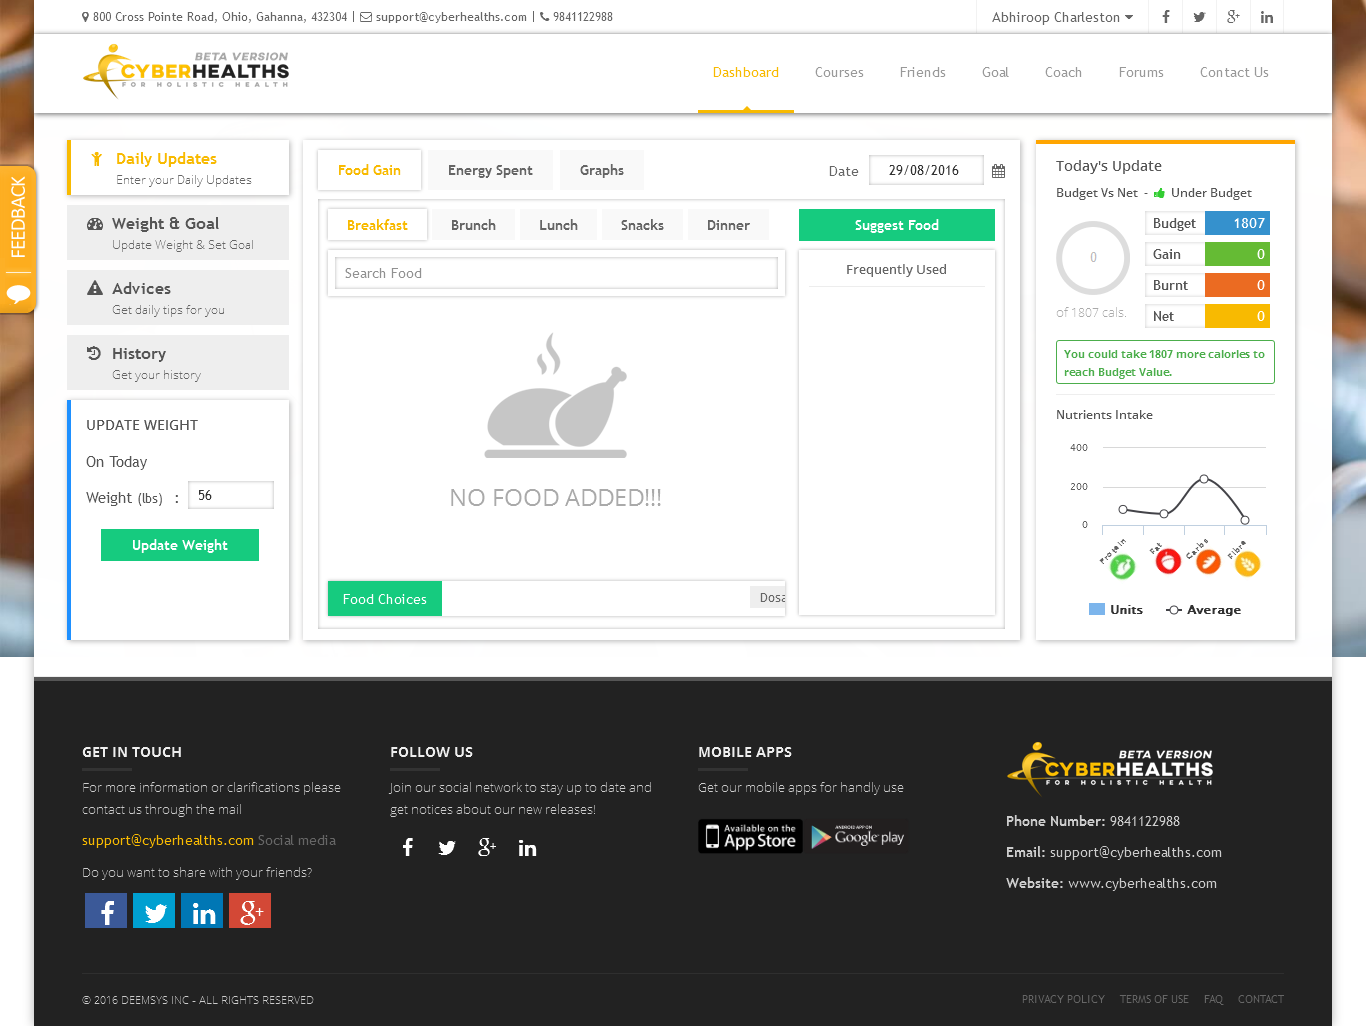 800 Cross Pointe Road, Ohio, Gahanna, 432304 | support@cyberhealths.com | 9841122988
Abhiroop Charleston
BETA VERSION
CYBERHEALTHS
FOR HOLISTIC HEALTH
Dashboard Courses Friends Goal Coach Forums Contact Us
FEEDBACK
Daily Updates
Enter your Daily Updates
Weight & Goal
Update Weight & Set Goal
Advices
Get daily tips for you
History
Get your history
UPDATE WEIGHT
On Today
Weight (lbs) : 56
Update Weight
Food Gain Energy Spent Graphs
Date 29/08/2016
Breakfast Brunch Lunch Snacks Dinner
Search Food
NO FOOD ADDED!!!
Food Choices
Dosa
Suggest Food
Frequently Used
Today's Update
Budget Vs Net - Under Budget
0
of 1807 cals.
Budget 1807
Gain 0
Burnt 0
Net 0
You could take 1807 more calories to
reach Budget Value.
Nutrients Intake
400
200
0
Protein Fat Carbs Fibra
Units Average
GET IN TOUCH
For more information or clarifications please
contact us through the mail
support@cyberhealths.com Social media
Do you want to share with your friends?
FOLLOW US
Join our social network to stay up to date and
get notices about our new releases!
MOBILE APPS
Get our mobile apps for handly use
Available on the
App Store
ANDROID APP ON
Google play
BETA VERSION
CYBERHEALTHS
FOR HOLISTIC HEALTH
Phone Number: 9841122988
Email: support@cyberhealths.com
Website: www.cyberhealths.com
© 2016 DEEMSYS INC - ALL RIGHTS RESERVED
PRIVACY POLICY TERMS OF USE FAQ CONTACT